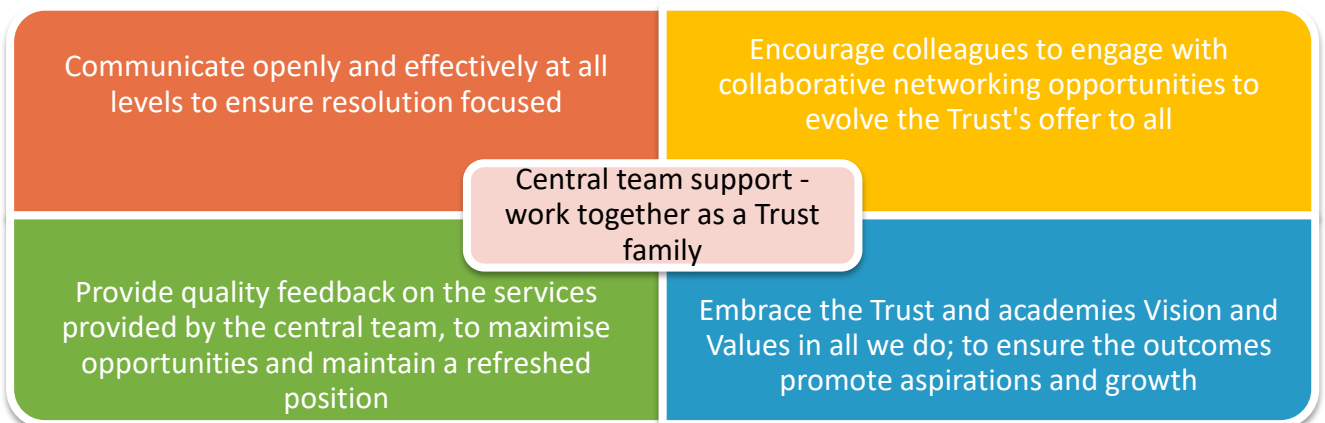 Communicate openly and effectively at all
levels to ensure resolution focused
Encourage colleagues to engage with
collaborative networking opportunities to
evolve the Trust's offer to all
Central team support -
work together as a Trust
family
Provide quality feedback on the services
provided by the central team, to maximise
opportunities and maintain a refreshed
position
Embrace the Trust and academies Vision and
Values in all we do; to ensure the outcomes
promote aspirations and growth